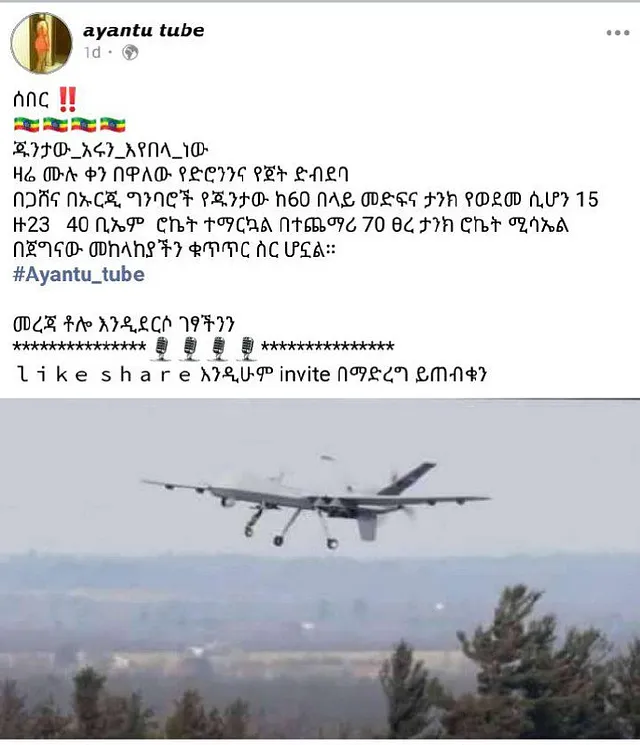 ayantu tube
1d ·
ሰበር ‼️
🇪🇹🇪🇹🇪🇹🇪🇹
ጁንታው_አሩን_እየበላ_ነው
ዛሬ ሙሉ ቀን በዋለው የድሮንንና የጀት ድብደባ
በጋሸና በኡርጂ ግንባሮች የጁንታው ከ60 በላይ መድፍና ታንክ የወደመ ሲሆን 15
ዙ23 40 ቢኤም ሮኬት ተማርኳል በተጨማሪ 70 ፀረ ታንክ ሮኬት ሚሳኤል
በጀግናው መከላከያችን ቁጥጥር ስር ሆኗል።
#Ayantu_tube
መረጃ ቶሎ እንዲደርሶ ገፃችንን
*************** 🎙 🎙 🎙 🎙 ***************
l i k e s h a r e እንዲሁም invite በማድረግ ይጠብቁን